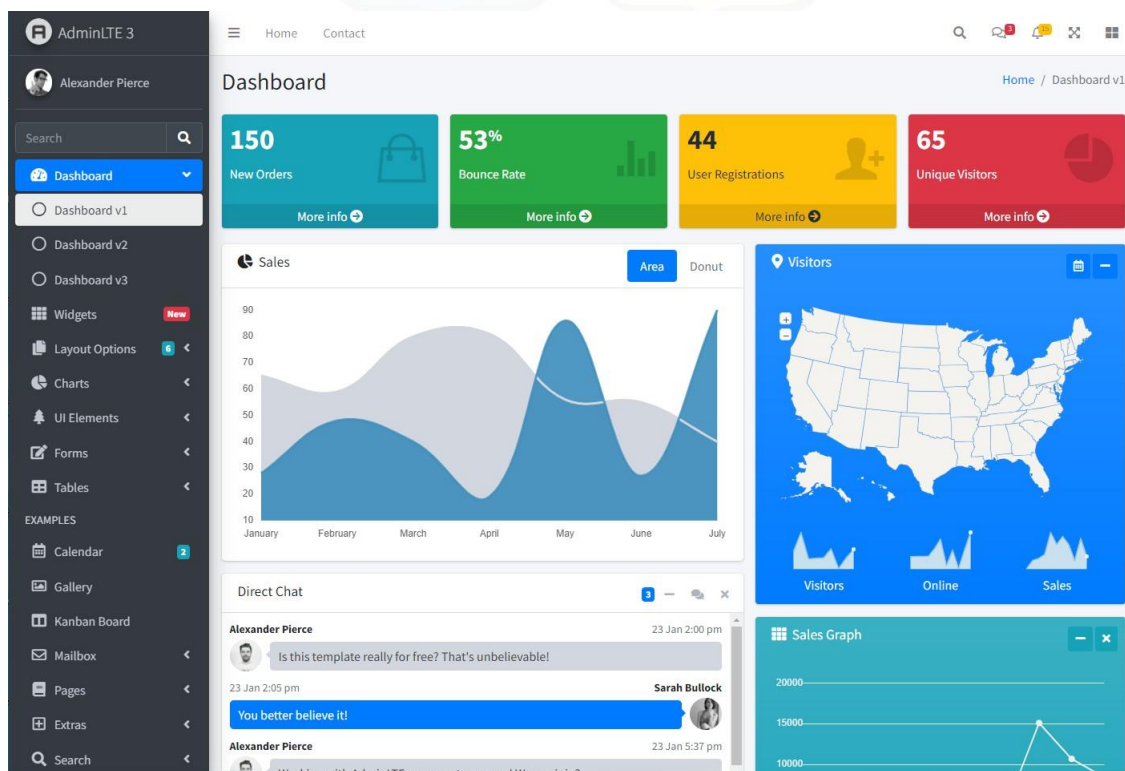 AdminLTE 3
Home Contact
3
15
Alexander Pierce
Dashboard
Home / Dashboard v1
Search
Dashboard
Dashboard v1
Dashboard v2
Dashboard v3
Widgets New
Layout Options 6
Charts
UI Elements
Forms
Tables
EXAMPLES
Calendar 2
Gallery
Kanban Board
Mailbox
Pages
Extras
Search
150
New Orders
More info
53%
Bounce Rate
More info
44
User Registrations
More info
65
Unique Visitors
More info
Sales
Area Donut
90
80
70
60
50
40
30
20
10
January February March April May June July
Visitors
+
−
Visitors Online Sales
Direct Chat 3
Alexander Pierce 23 Jan 2:00 pm
Is this template really for free? That's unbelievable!
23 Jan 2:05 pm Sarah Bullock
You better believe it!
Alexander Pierce 23 Jan 5:37 pm
Sales Graph
20000
15000
10000